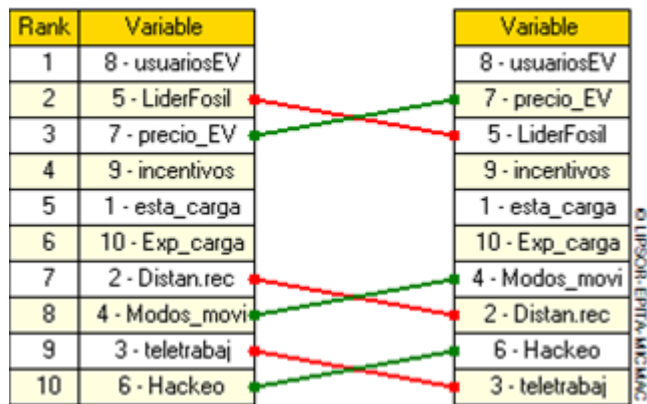 Rank Variable Variable
1 8 - usuariosEV 8 - usuariosEV
2 5 - LiderFosil 7 - precio_EV
3 7 - precio_EV 5 - LiderFosil
4 9 - incentivos 9 - incentivos
5 1 - esta_carga 1 - esta_carga
6 10 - Exp_carga 10 - Exp_carga
7 2 - Distan.rec 4 - Modos_movi
8 4 - Modos_movi 2 - Distan.rec
9 3 - teletrabaj 6 - Hackeo
10 6 - Hackeo 3 - teletrabaj
© LIPSOR-EPITA-MICMAC